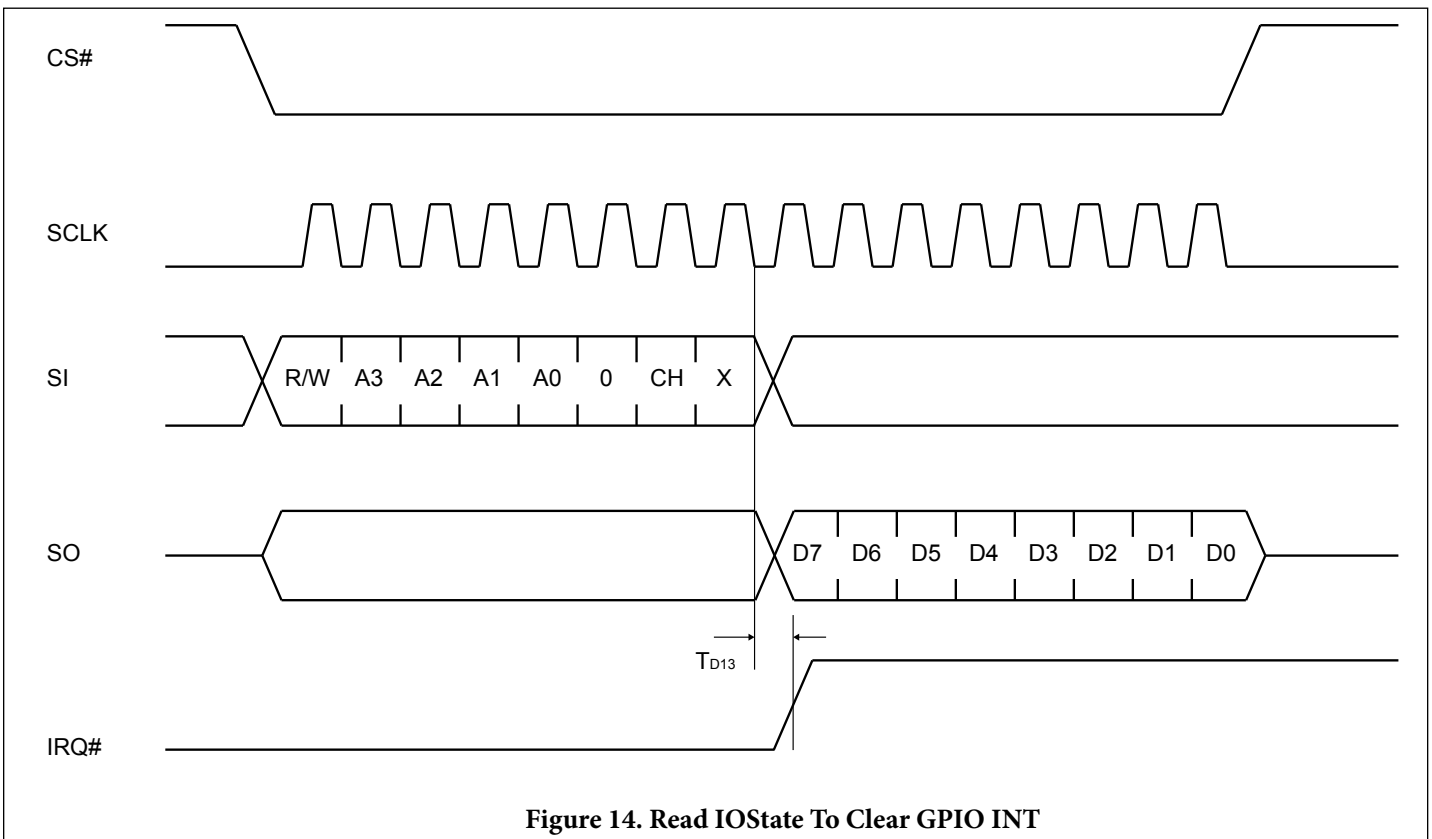 CS#
SCLK
SI
R/W A3 A2 A1 A0 0 CH X
SO
D7 D6 D5 D4 D3 D2 D1 D0
TD13
IRQ#
Figure 14. Read IOState To Clear GPIO INT